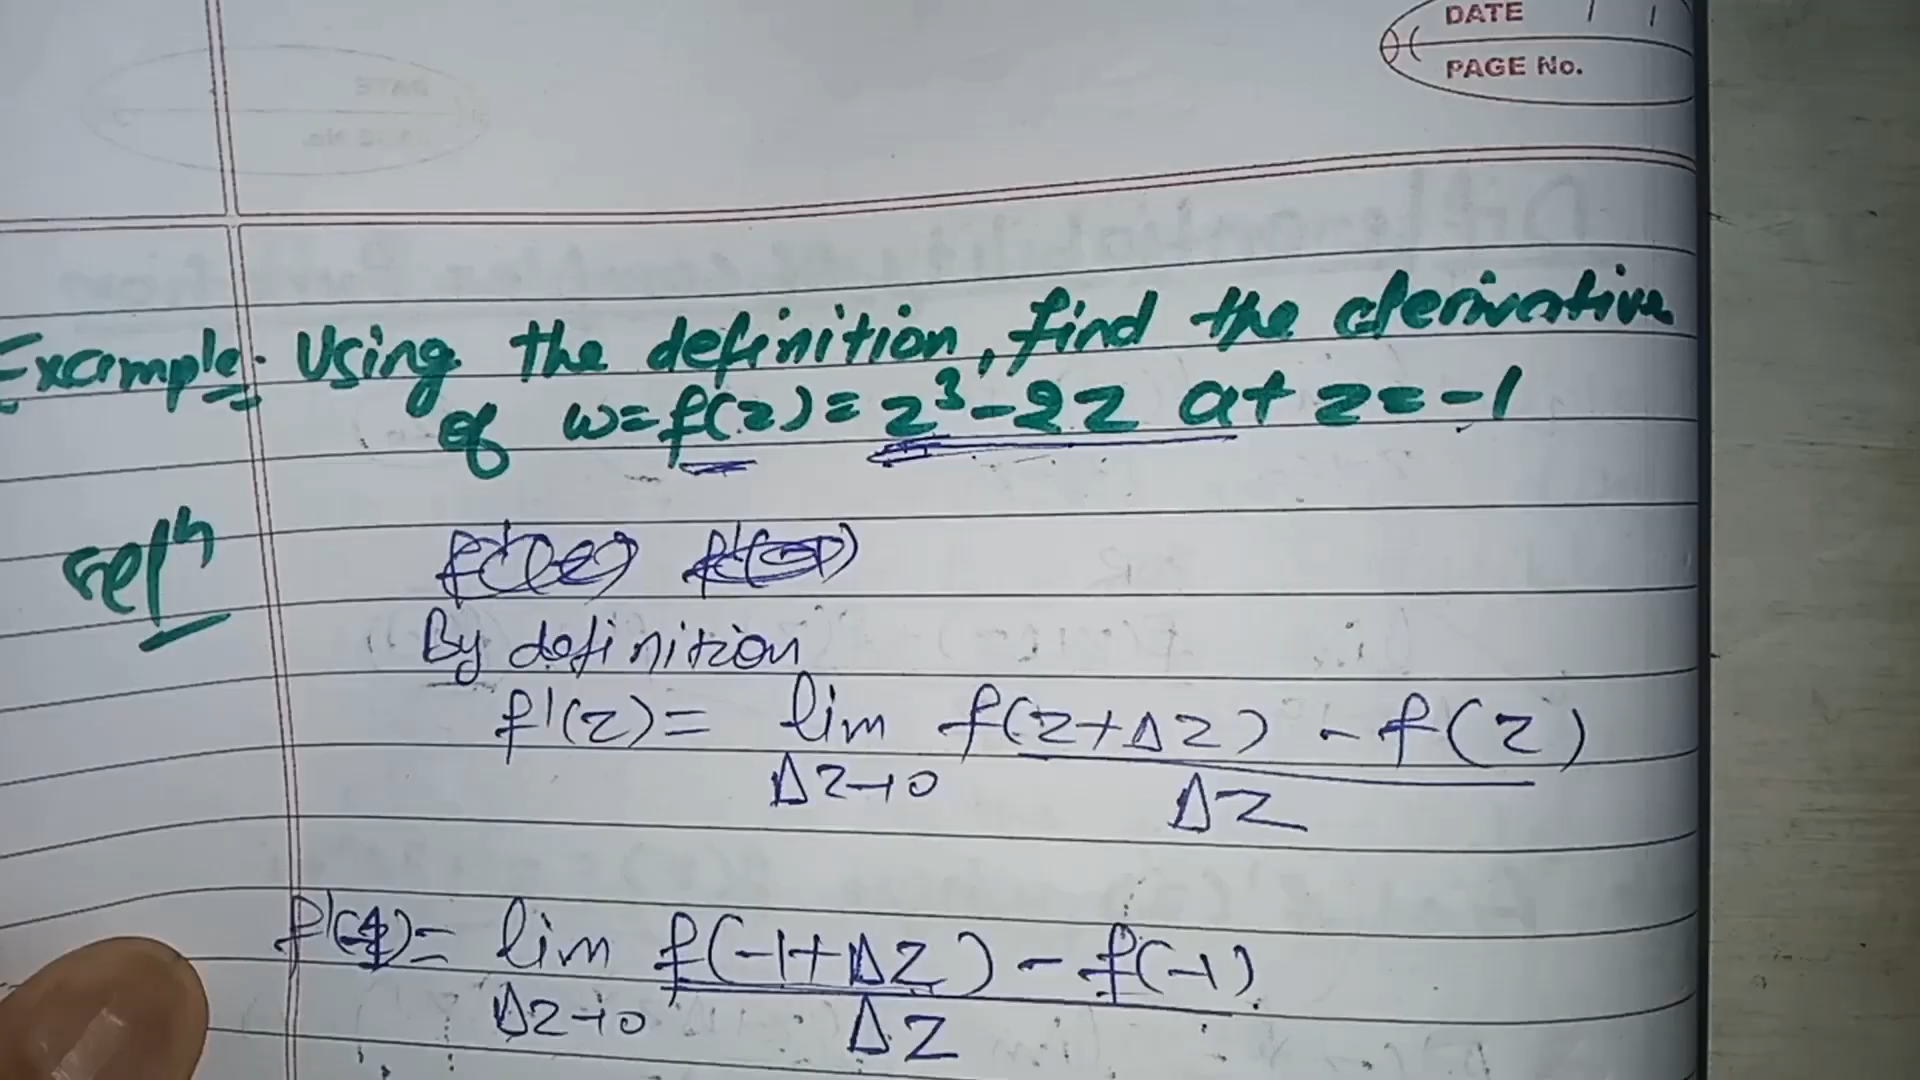 DATE / /
PAGE No.
Example:- Using the definition, find the derivative
of w=f(z)=z³-2z at z=-1
solⁿ
By definition
f'(z)= lim f(z+Δz) - f(z)
Δz→0 Δz
f'(-1)= lim f(-1+Δz) - f(-1)
Δz→0 Δz